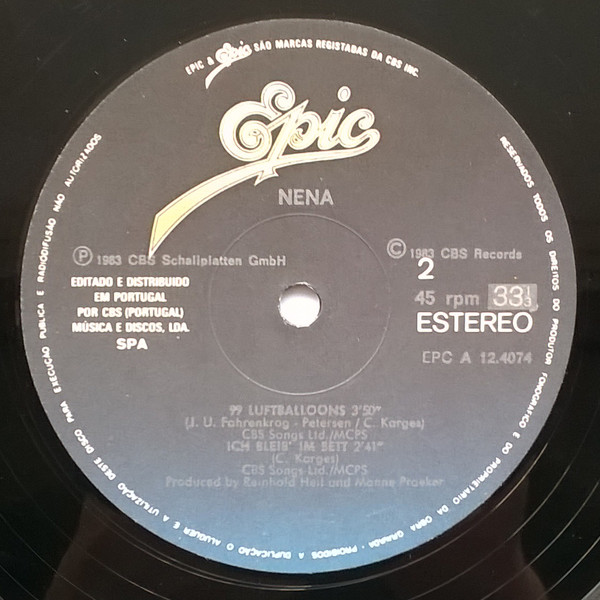 EPIC & Epic SÃO MARCAS REGISTADAS DA CBS INC.
Epic
NENA
Ⓟ 1983 CBS Schallplatten GmbH
© 1983 CBS Records
EDITADO E DISTRIBUIDO
EM PORTUGAL
POR CBS (PORTUGAL)
MÚSICA E DISCOS, LDA.
SPA
2
45 rpm 33 1/3
ESTEREO
EPC A 12.4074
99 LUFTBALLOONS 3'50"
(J. U. Fahrenkrog - Petersen / C. Karges)
CBS Songs Ltd./MCPS
ICH BLEIB' IM BETT 2'41"
(C. Karges)
CBS Songs Ltd./MCPS
Produced by Reinhold Heil and Manne Praeker
RESERVADOS TODOS OS DIREITOS DO PRODUTOR FONOGRÁFICO E DO PROPRIETÁRIO DA OBRA GRAVADA · PROIBIDOS A DUPLICAÇÃO O ALUGUER E A UTILIZAÇÃO DESTE DISCO PARA EXECUÇÃO PUBLICA E RADIODIFUSÃO NÃO AUTORIZADOS